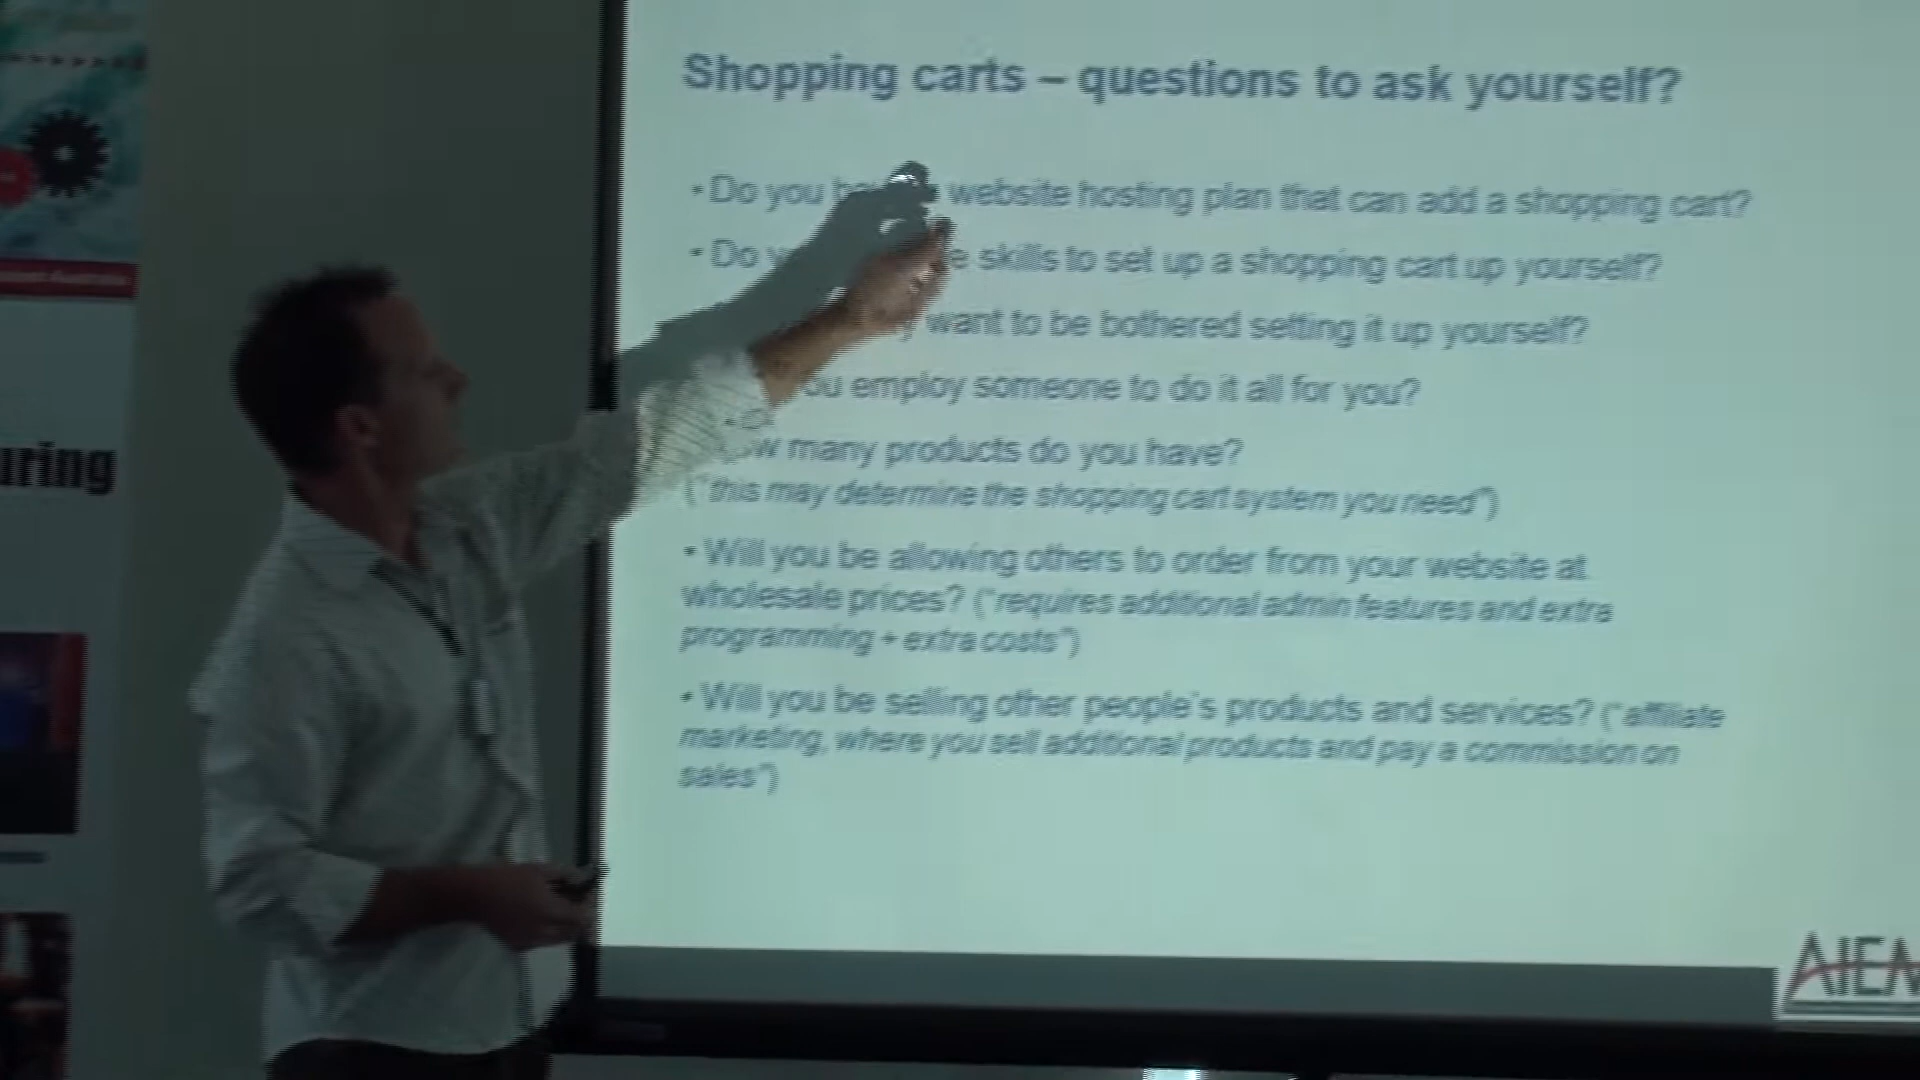 Shopping carts – questions to ask yourself?
• Do you have a website hosting plan that can add a shopping cart?
• Do skills to set up a shopping cart up yourself?
want to be bothered setting it up yourself?
you employ someone to do it all for you?
How many products do you have?
("this may determine the shopping cart system you need")
• Will you be allowing others to order from your website at
wholesale prices? ("requires additional admin features and extra
programming + extra costs")
• Will you be selling other people's products and services? ("affiliate
marketing, where you sell additional products and pay a commission on
sales")
uring